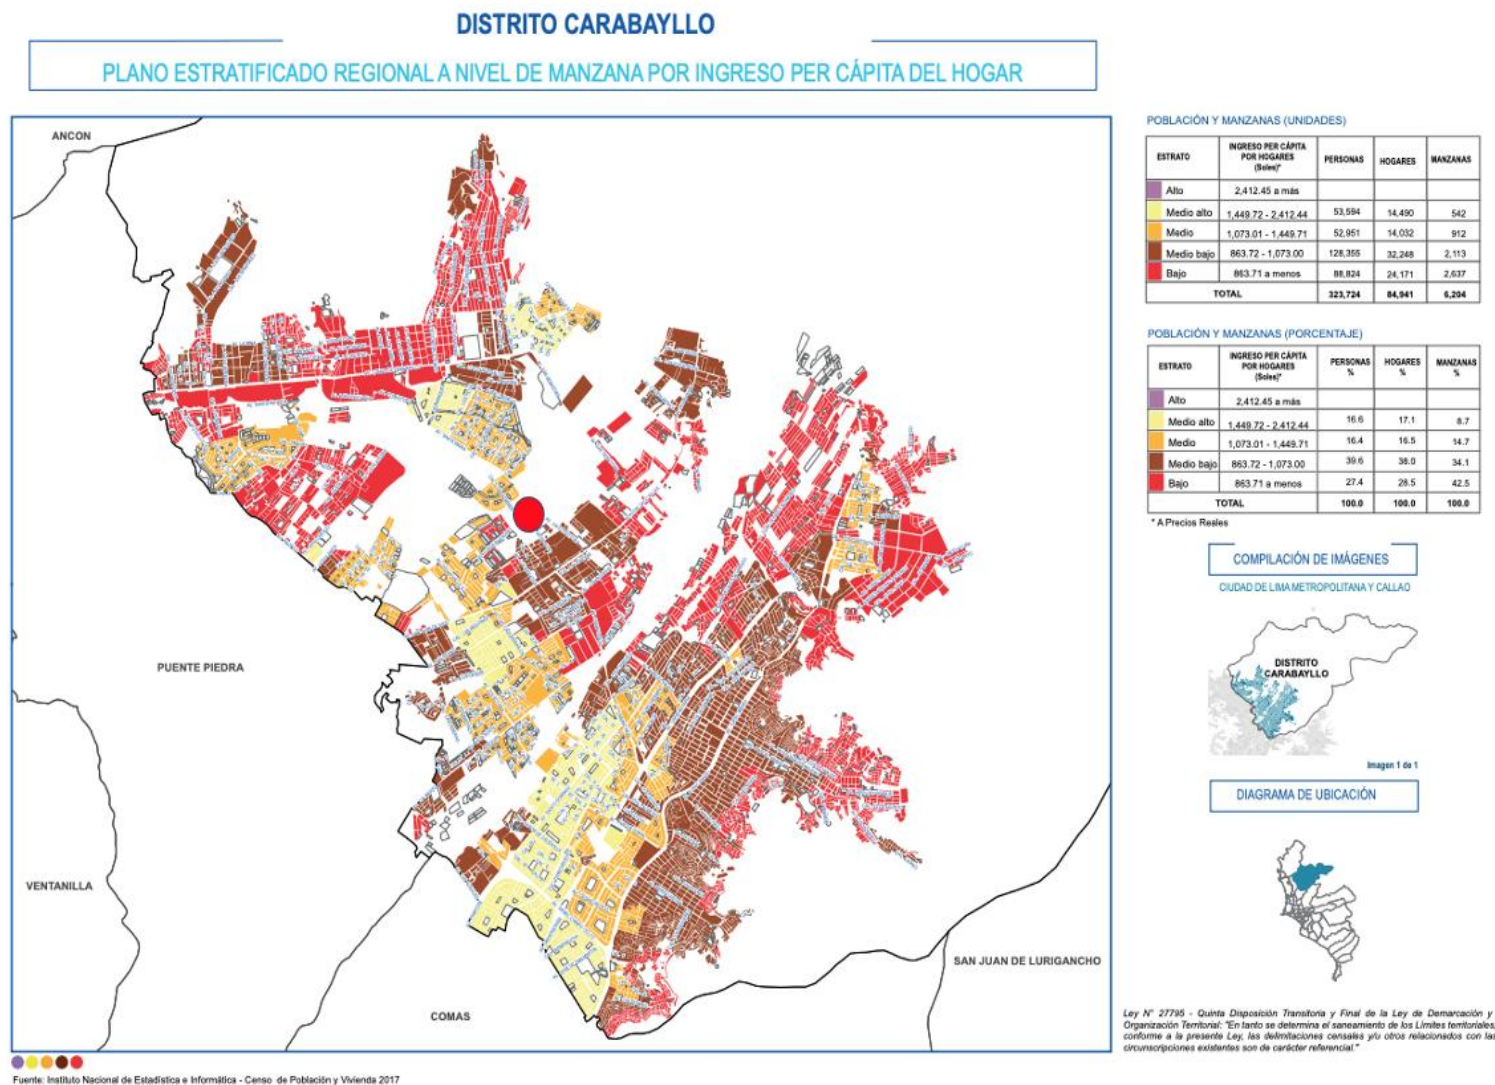 DISTRITO CARABAYLLO
PLANO ESTRATIFICADO REGIONAL A NIVEL DE MANZANA POR INGRESO PER CÁPITA DEL HOGAR
ANCON
PUENTE PIEDRA
VENTANILLA
COMAS
SAN JUAN DE LURIGANCHO
POBLACIÓN Y MANZANAS (UNIDADES)
ESTRATO INGRESO PER CÁPITA POR HOGARES (Soles)* PERSONAS HOGARES MANZANAS
Alto 2,412.45 a más
Medio alto 1,449.72 - 2,412.44 53,594 14,490 542
Medio 1,073.01 - 1,449.71 52,951 14,032 912
Medio bajo 863.72 - 1,073.00 128,355 32,248 2,113
Bajo 863.71 a menos 88,824 24,171 2,637
TOTAL 323,724 84,941 6,204
POBLACIÓN Y MANZANAS (PORCENTAJE)
ESTRATO INGRESO PER CÁPITA POR HOGARES (Soles)* PERSONAS % HOGARES % MANZANAS %
Alto 2,412.45 a más
Medio alto 1,449.72 - 2,412.44 16.6 17.1 8.7
Medio 1,073.01 - 1,449.71 16.4 16.5 14.7
Medio bajo 863.72 - 1,073.00 39.6 38.0 34.1
Bajo 863.71 a menos 27.4 28.5 42.5
TOTAL 100.0 100.0 100.0
* A Precios Reales
COMPILACIÓN DE IMÁGENES
CIUDAD DE LIMA METROPOLITANA Y CALLAO
DISTRITO
CARABAYLLO
Imagen 1 de 1
DIAGRAMA DE UBICACIÓN
Ley N° 27795 - Quinta Disposición Transitoria y Final de la Ley de Demarcación y
Organización Territorial: "En tanto se determina el saneamiento de los Límites territoriales,
conforme a la presente Ley, las delimitaciones censales y/u otros relacionados con las
circunscripciones existentes son de carácter referencial."
Fuente: Instituto Nacional de Estadística e Informática - Censo de Población y Vivienda 2017